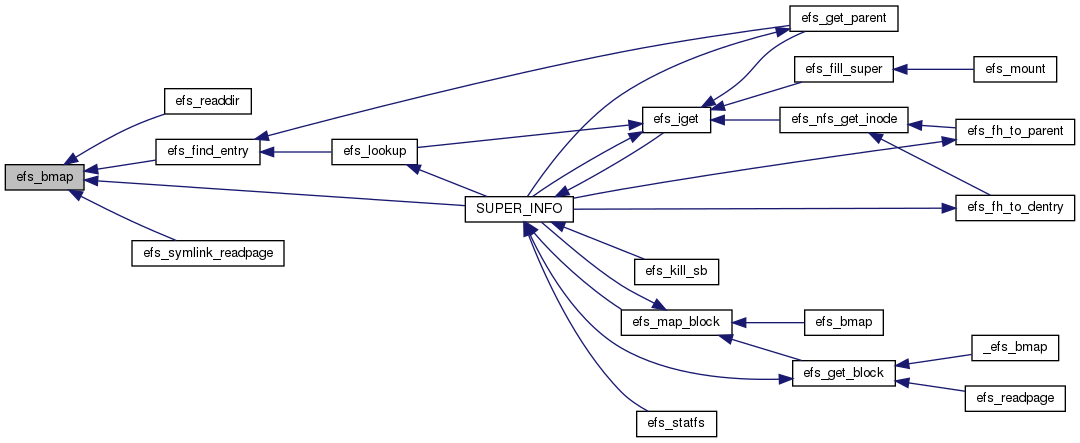 efs_get_parent
efs_fill_super
efs_mount
efs_readdir
efs_iget
efs_nfs_get_inode
efs_fh_to_parent
efs_find_entry
efs_lookup
efs_bmap
SUPER_INFO
efs_fh_to_dentry
efs_symlink_readpage
efs_kill_sb
efs_map_block
efs_bmap
_efs_bmap
efs_get_block
efs_readpage
efs_statfs